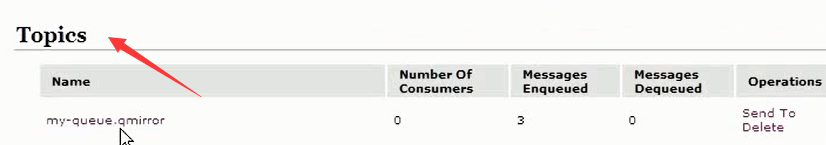 Topics
Name Number Of Consumers Messages Enqueued Messages Dequeued Operations
my-queue.qmirror 0 3 0 Send To Delete